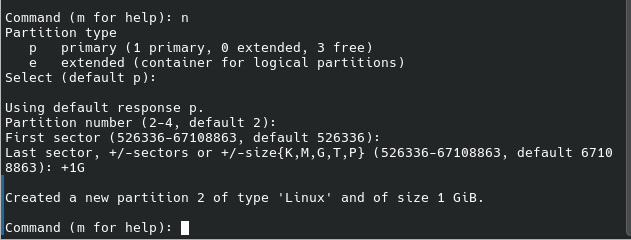 Command (m for help): n
Partition type
   p   primary (1 primary, 0 extended, 3 free)
   e   extended (container for logical partitions)
Select (default p):
Using default response p.
Partition number (2-4, default 2):
First sector (526336-67108863, default 526336):
Last sector, +/-sectors or +/-size{K,M,G,T,P} (526336-67108863, default 6710
8863): +1G
Created a new partition 2 of type 'Linux' and of size 1 GiB.
Command (m for help):